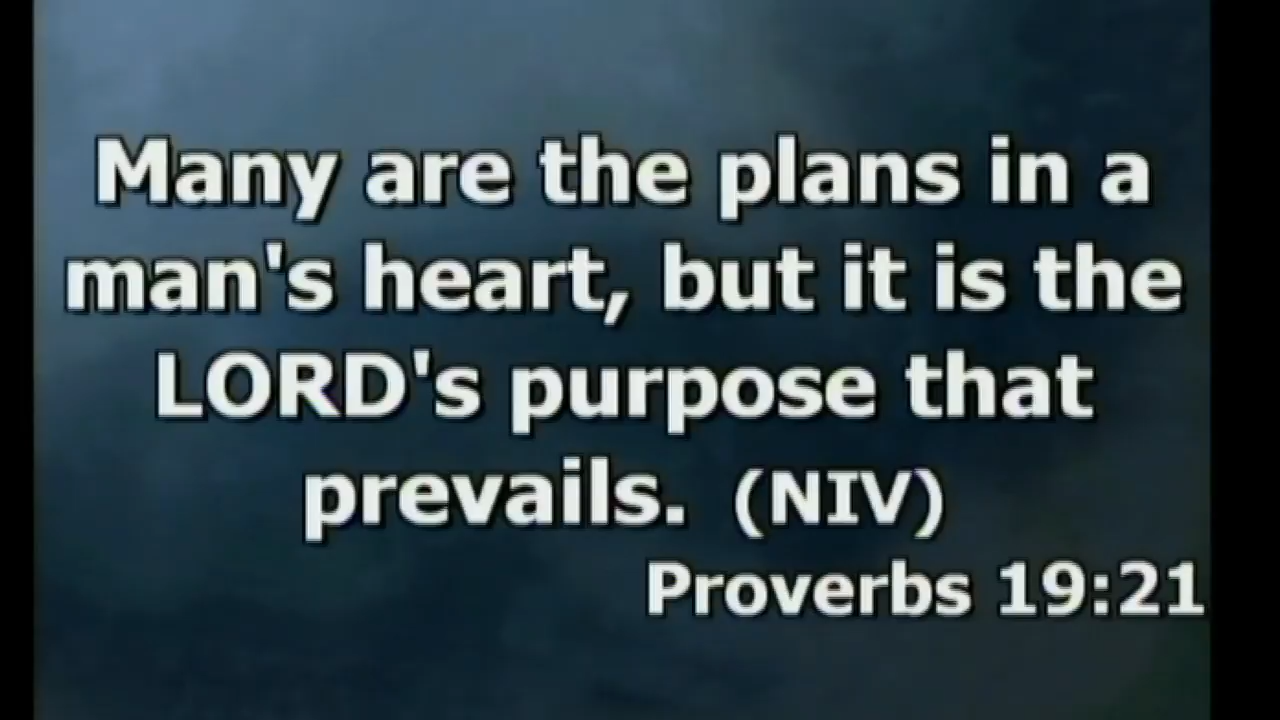 Many are the plans in a
man's heart, but it is the
LORD's purpose that
prevails. (NIV)
Proverbs 19:21